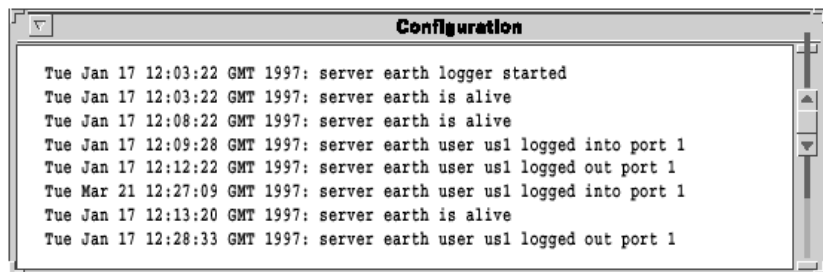 Configuration
Tue Jan 17 12:03:22 GMT 1997: server earth logger started
Tue Jan 17 12:03:22 GMT 1997: server earth is alive
Tue Jan 17 12:08:22 GMT 1997: server earth is alive
Tue Jan 17 12:09:28 GMT 1997: server earth user us1 logged into port 1
Tue Jan 17 12:12:22 GMT 1997: server earth user us1 logged out port 1
Tue Mar 21 12:27:09 GMT 1997: server earth user us1 logged into port 1
Tue Jan 17 12:13:20 GMT 1997: server earth is alive
Tue Jan 17 12:28:33 GMT 1997: server earth user us1 logged out port 1